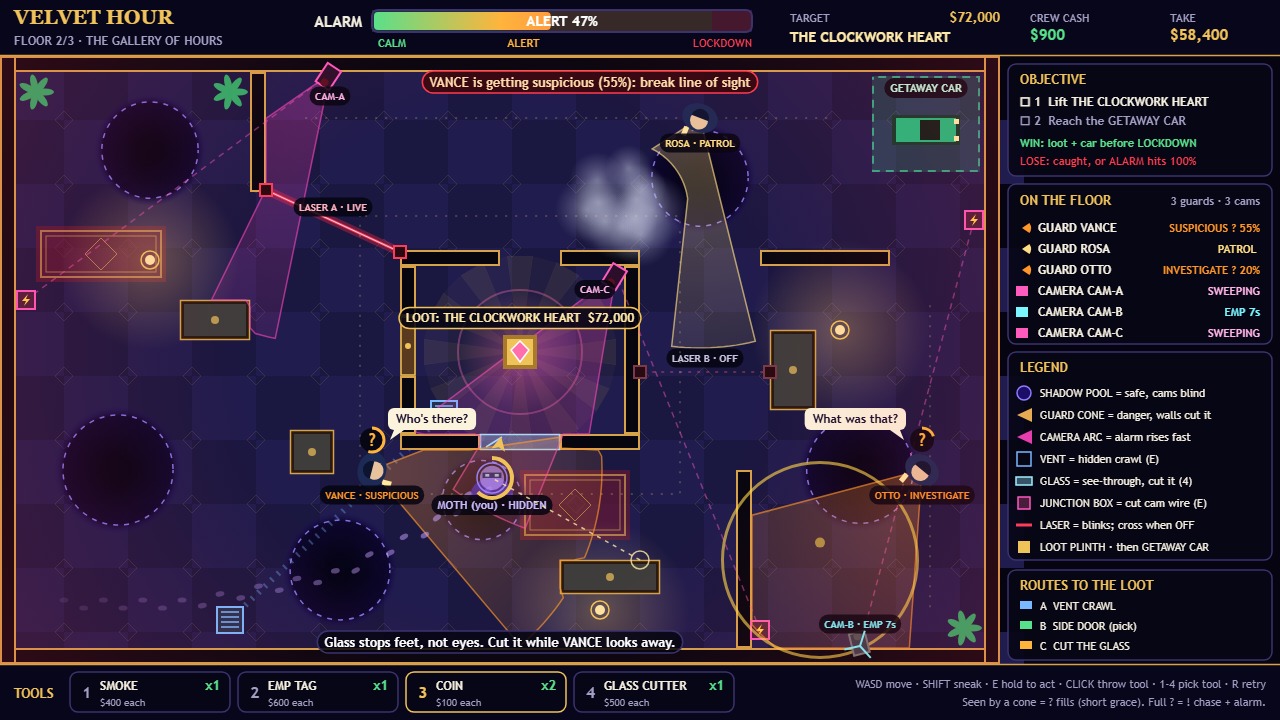 VELVET HOUR
FLOOR 2/3 · THE GALLERY OF HOURS
ALARM
ALERT 47%
CALM
ALERT
LOCKDOWN
TARGET
$72,000
THE CLOCKWORK HEART
CREW CASH
$900
TAKE
$58,400
VANCE is getting suspicious (55%): break line of sight
CAM-A
GETAWAY CAR
ROSA · PATROL
LASER A · LIVE
CAM-C
LOOT: THE CLOCKWORK HEART $72,000
LASER B · OFF
Who's there?
What was that?
?
?
VANCE · SUSPICIOUS
MOTH (you) · HIDDEN
OTTO · INVESTIGATE
CAM-B · EMP 7s
Glass stops feet, not eyes. Cut it while VANCE looks away.
OBJECTIVE
1 Lift THE CLOCKWORK HEART
2 Reach the GETAWAY CAR
WIN: loot + car before LOCKDOWN
LOSE: caught, or ALARM hits 100%
ON THE FLOOR
3 guards · 3 cams
GUARD VANCE SUSPICIOUS ? 55%
GUARD ROSA PATROL
GUARD OTTO INVESTIGATE ? 20%
CAMERA CAM-A SWEEPING
CAMERA CAM-B EMP 7s
CAMERA CAM-C SWEEPING
LEGEND
SHADOW POOL = safe, cams blind
GUARD CONE = danger, walls cut it
CAMERA ARC = alarm rises fast
VENT = hidden crawl (E)
GLASS = see-through, cut it (4)
JUNCTION BOX = cut cam wire (E)
LASER = blinks; cross when OFF
LOOT PLINTH · then GETAWAY CAR
ROUTES TO THE LOOT
A VENT CRAWL
B SIDE DOOR (pick)
C CUT THE GLASS
TOOLS
1 SMOKE x1
$400 each
2 EMP TAG x1
$600 each
3 COIN x2
$100 each
4 GLASS CUTTER x1
$500 each
WASD move · SHIFT sneak · E hold to act · CLICK throw tool · 1-4 pick tool · R retry
Seen by a cone = ? fills (short grace). Full ? = ! chase + alarm.